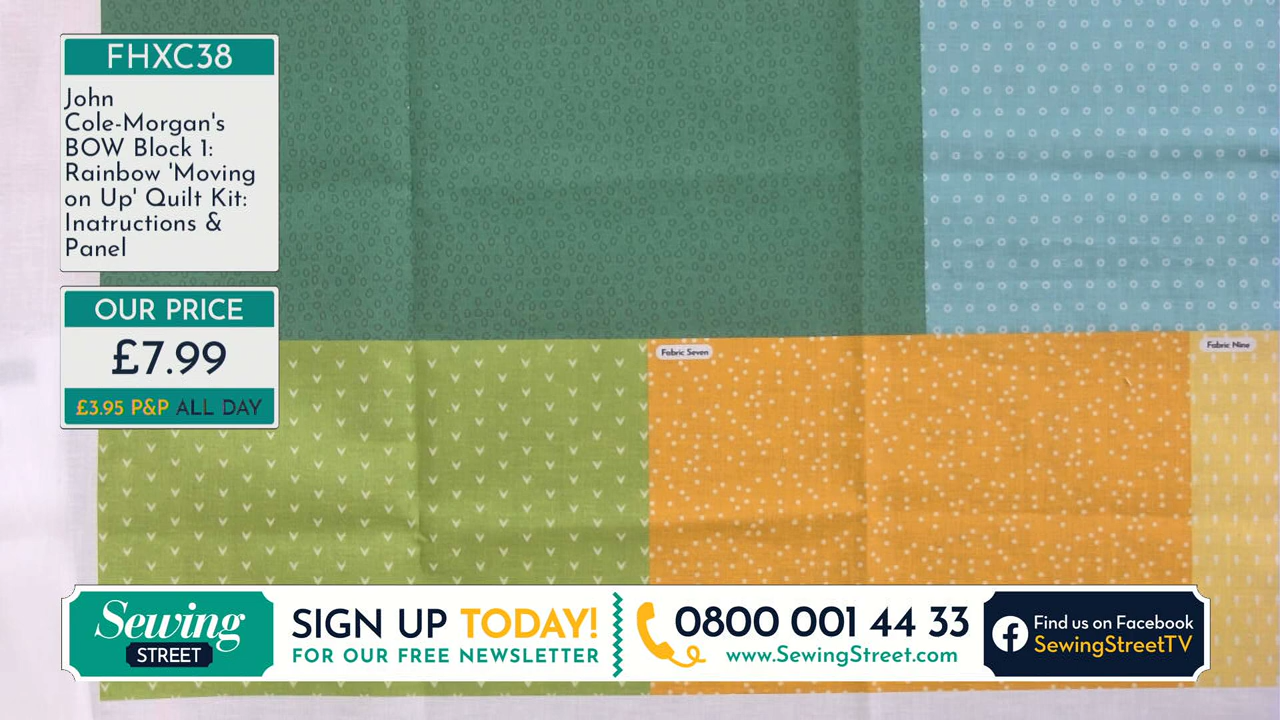 FHXC38
John
Cole-Morgan's
BOW Block 1:
Rainbow 'Moving
on Up' Quilt Kit:
Inatructions &
Panel
OUR PRICE
£7.99
£3.95 P&P ALL DAY
Fabric Seven
Fabric Nine
Sewing
STREET
SIGN UP TODAY!
FOR OUR FREE NEWSLETTER
0800 001 44 33
www.SewingStreet.com
Find us on Facebook
SewingStreetTV